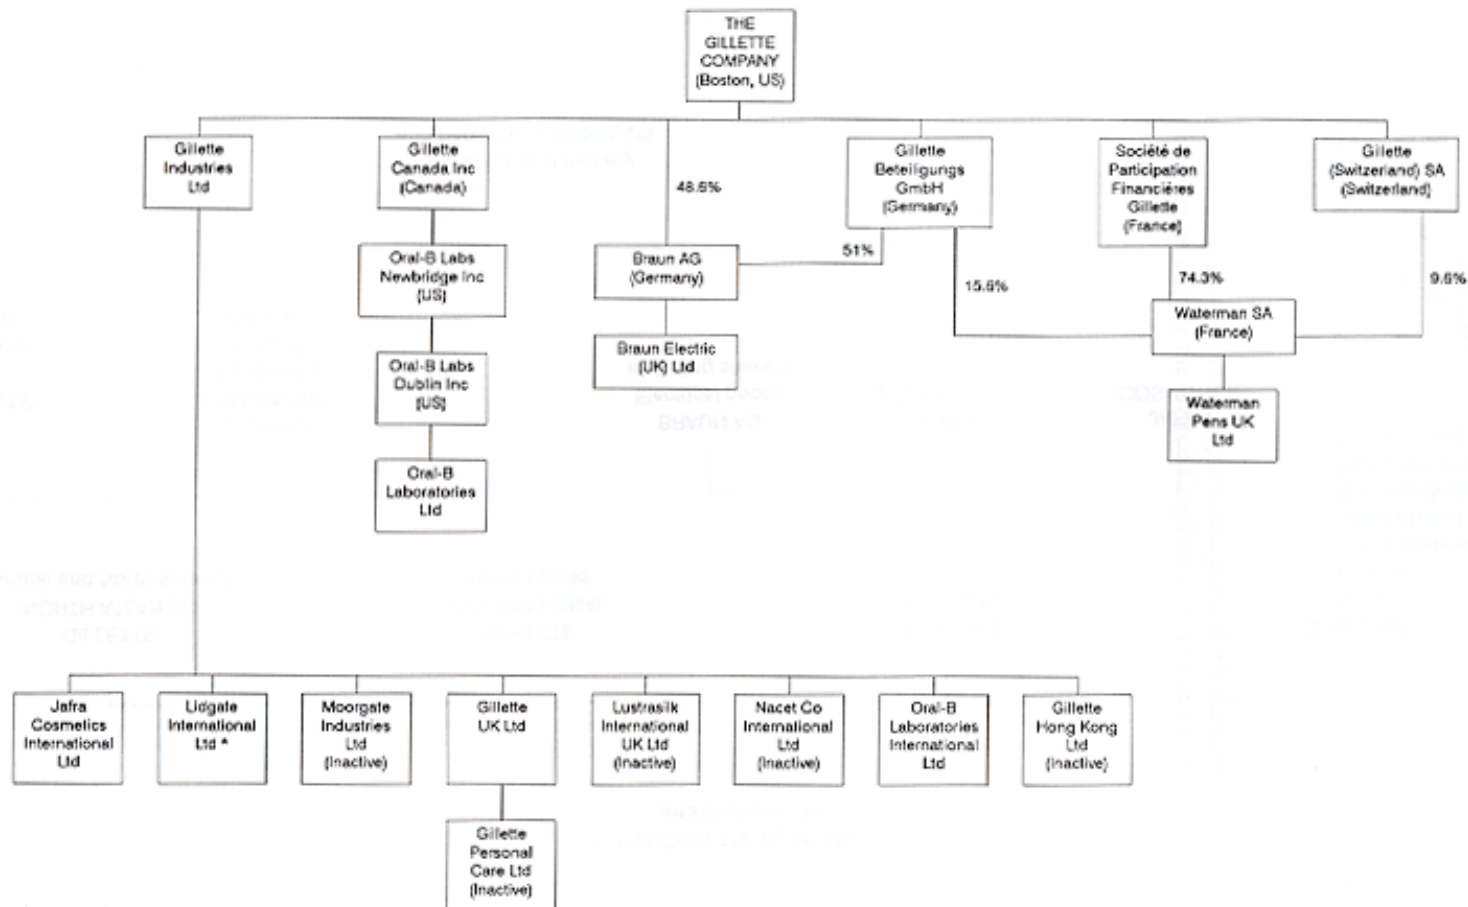 THE
GILLETTE
COMPANY
(Boston, US)
Gillette
Industries
Ltd
Gillette
Canada Inc
(Canada)
48.6%
Gillette
Beteiligungs
GmbH
(Germany)
Société de
Participation
Financières
Gillette
(France)
Gillette
(Switzerland) SA
(Switzerland)
Oral-B Labs
Newbridge Inc
(US)
Braun AG
(Germany)
51%
15.6%
74.3%
9.6%
Waterman SA
(France)
Oral-B Labs
Dublin Inc
(US)
Braun Electric
(UK) Ltd
Waterman
Pens UK
Ltd
Oral-B
Laboratories
Ltd
Jafra
Cosmetics
International
Ltd
Lidgate
International
Ltd *
Moorgate
Industries
Ltd
(Inactive)
Gillette
UK Ltd
Lustrasilk
International
UK Ltd
(Inactive)
Nacet Co
International
Ltd
(Inactive)
Oral-B
Laboratories
International
Ltd
Gillette
Hong Kong
Ltd
(Inactive)
Gillette
Personal
Care Ltd
(Inactive)